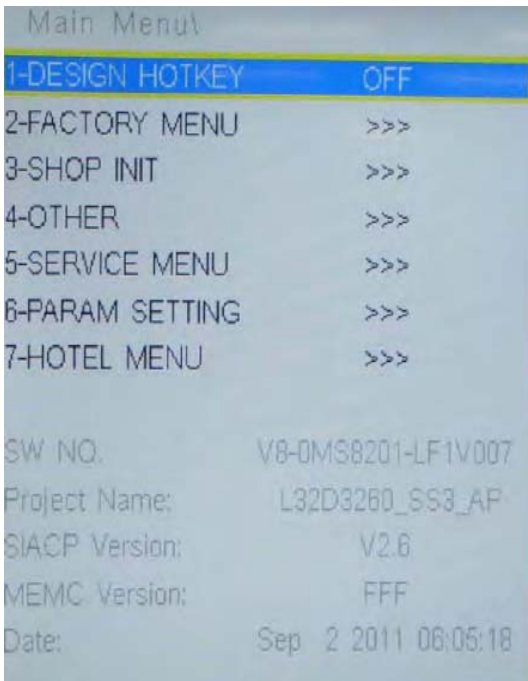 Main Menu\
1-DESIGN HOTKEY OFF
2-FACTORY MENU >>>
3-SHOP INIT >>>
4-OTHER >>>
5-SERVICE MENU >>>
6-PARAM SETTING >>>
7-HOTEL MENU >>>
SW NO. V8-0MS8201-LF1V007
Project Name: L32D3260_SS3_AP
SIACP Version: V2.6
MEMC Version: FFF
Date: Sep 2 2011 06:05:18